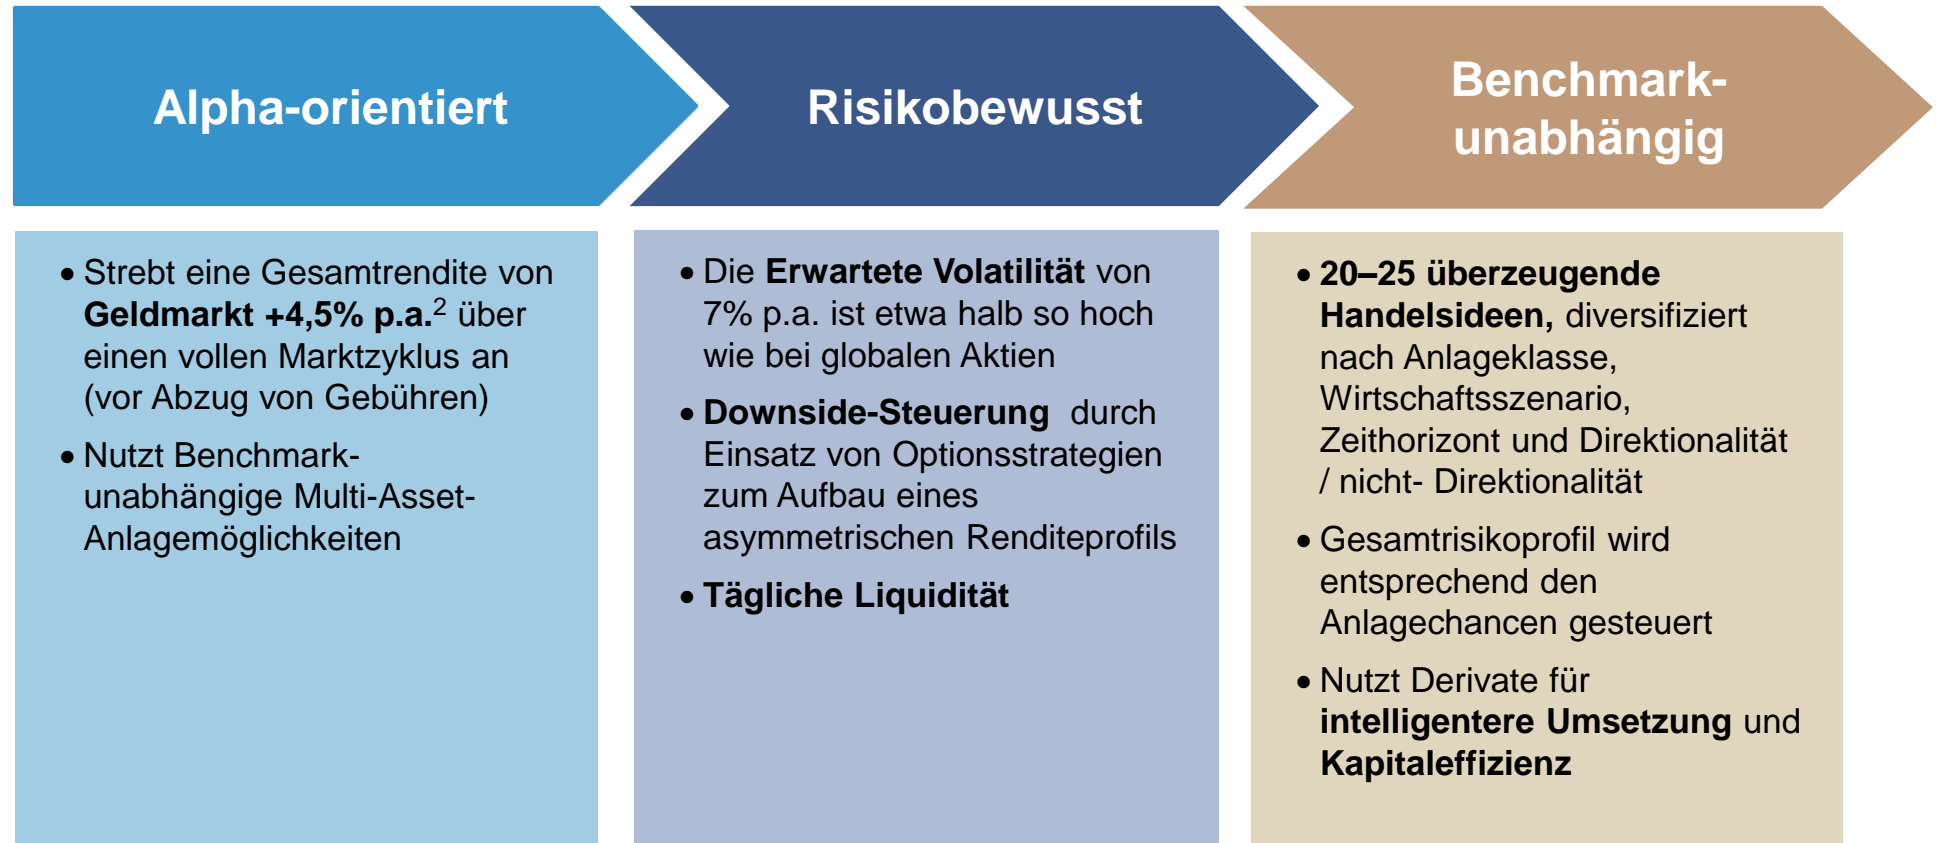 Alpha-orientiert
Risikobewusst
Benchmark-
unabhängig
• Strebt eine Gesamtrendite von
Geldmarkt +4,5% p.a.² über
einen vollen Marktzyklus an
(vor Abzug von Gebühren)
• Nutzt Benchmark-
unabhängige Multi-Asset-
Anlagemöglichkeiten
• Die Erwartete Volatilität von
7% p.a. ist etwa halb so hoch
wie bei globalen Aktien
• Downside-Steuerung durch
Einsatz von Optionsstrategien
zum Aufbau eines
asymmetrischen Renditeprofils
• Tägliche Liquidität
• 20–25 überzeugende
Handelsideen, diversifiziert
nach Anlageklasse,
Wirtschaftsszenario,
Zeithorizont und Direktionalität
/ nicht- Direktionalität
• Gesamtrisikoprofil wird
entsprechend den
Anlagechancen gesteuert
• Nutzt Derivate für
intelligentere Umsetzung und
Kapitaleffizienz